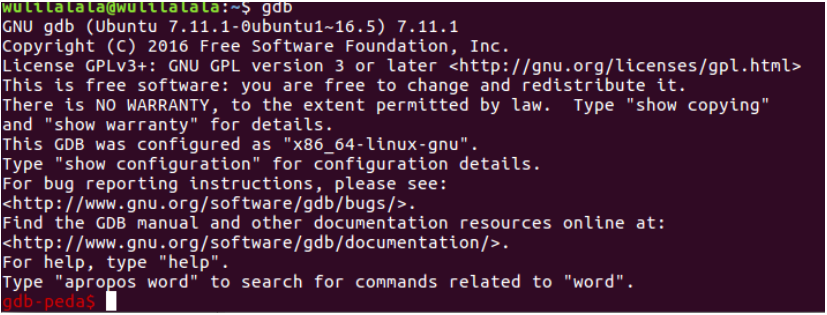 wutilalala@wutilalala:~$ gdb
GNU gdb (Ubuntu 7.11.1-0ubuntu1~16.5) 7.11.1
Copyright (C) 2016 Free Software Foundation, Inc.
License GPLv3+: GNU GPL version 3 or later <http://gnu.org/licenses/gpl.html>
This is free software: you are free to change and redistribute it.
There is NO WARRANTY, to the extent permitted by law.  Type "show copying"
and "show warranty" for details.
This GDB was configured as "x86_64-linux-gnu".
Type "show configuration" for configuration details.
For bug reporting instructions, please see:
<http://www.gnu.org/software/gdb/bugs/>.
Find the GDB manual and other documentation resources online at:
<http://www.gnu.org/software/gdb/documentation/>.
For help, type "help".
Type "apropos word" to search for commands related to "word".
gdb-peda$